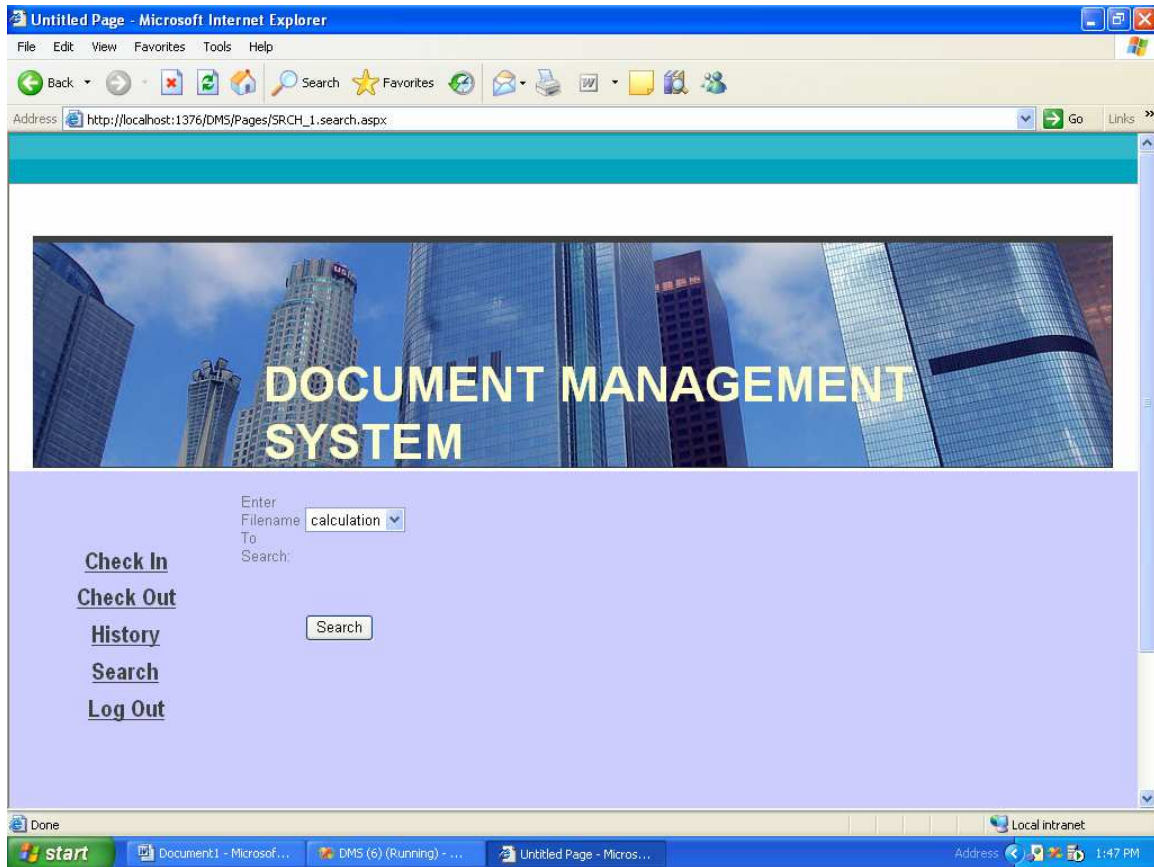 Untitled Page - Microsoft Internet Explorer
File Edit View Favorites Tools Help
Back Search Favorites
Address http://localhost:1376/DMS/Pages/SRCH_1.search.aspx Go Links »
DOCUMENT MANAGEMENT
SYSTEM
Enter
Filename
To
Search:
calculation
Search
Check In
Check Out
History
Search
Log Out
Done Local intranet
start Document1 - Microsof... DMS (6) (Running) - ... Untitled Page - Micros... Address 1:47 PM